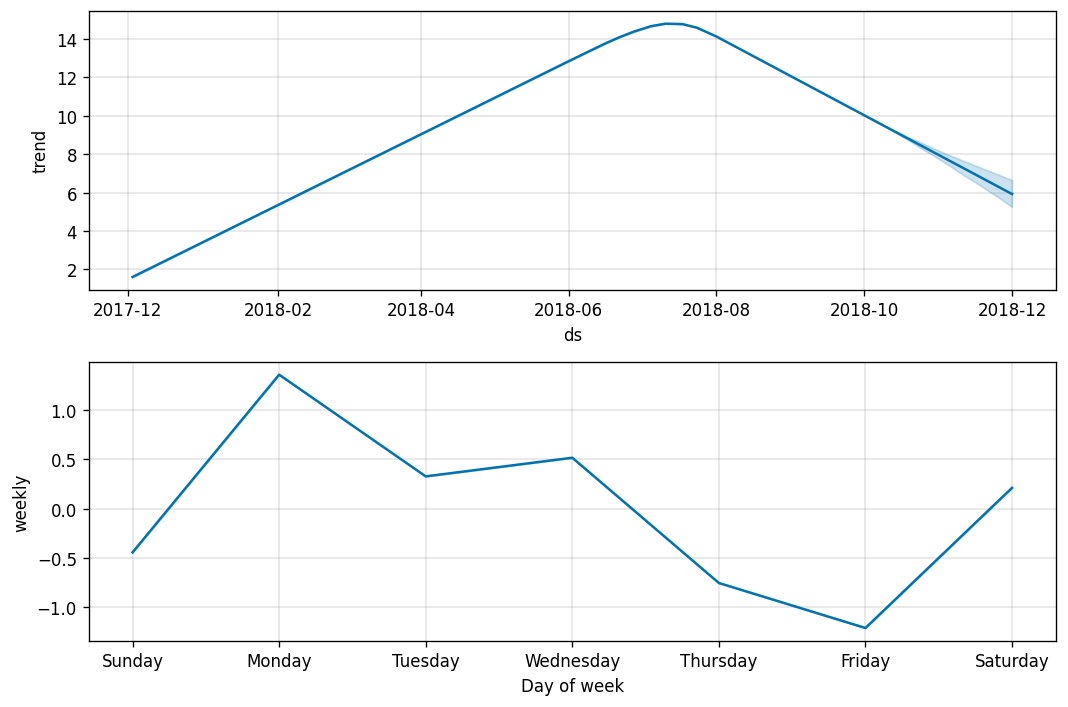 14
12
10
8
6
4
2
trend
2017-12 2018-02 2018-04 2018-06 2018-08 2018-10 2018-12
ds
1.0
0.5
0.0
−0.5
−1.0
weekly
Sunday Monday Tuesday Wednesday Thursday Friday Saturday
Day of week